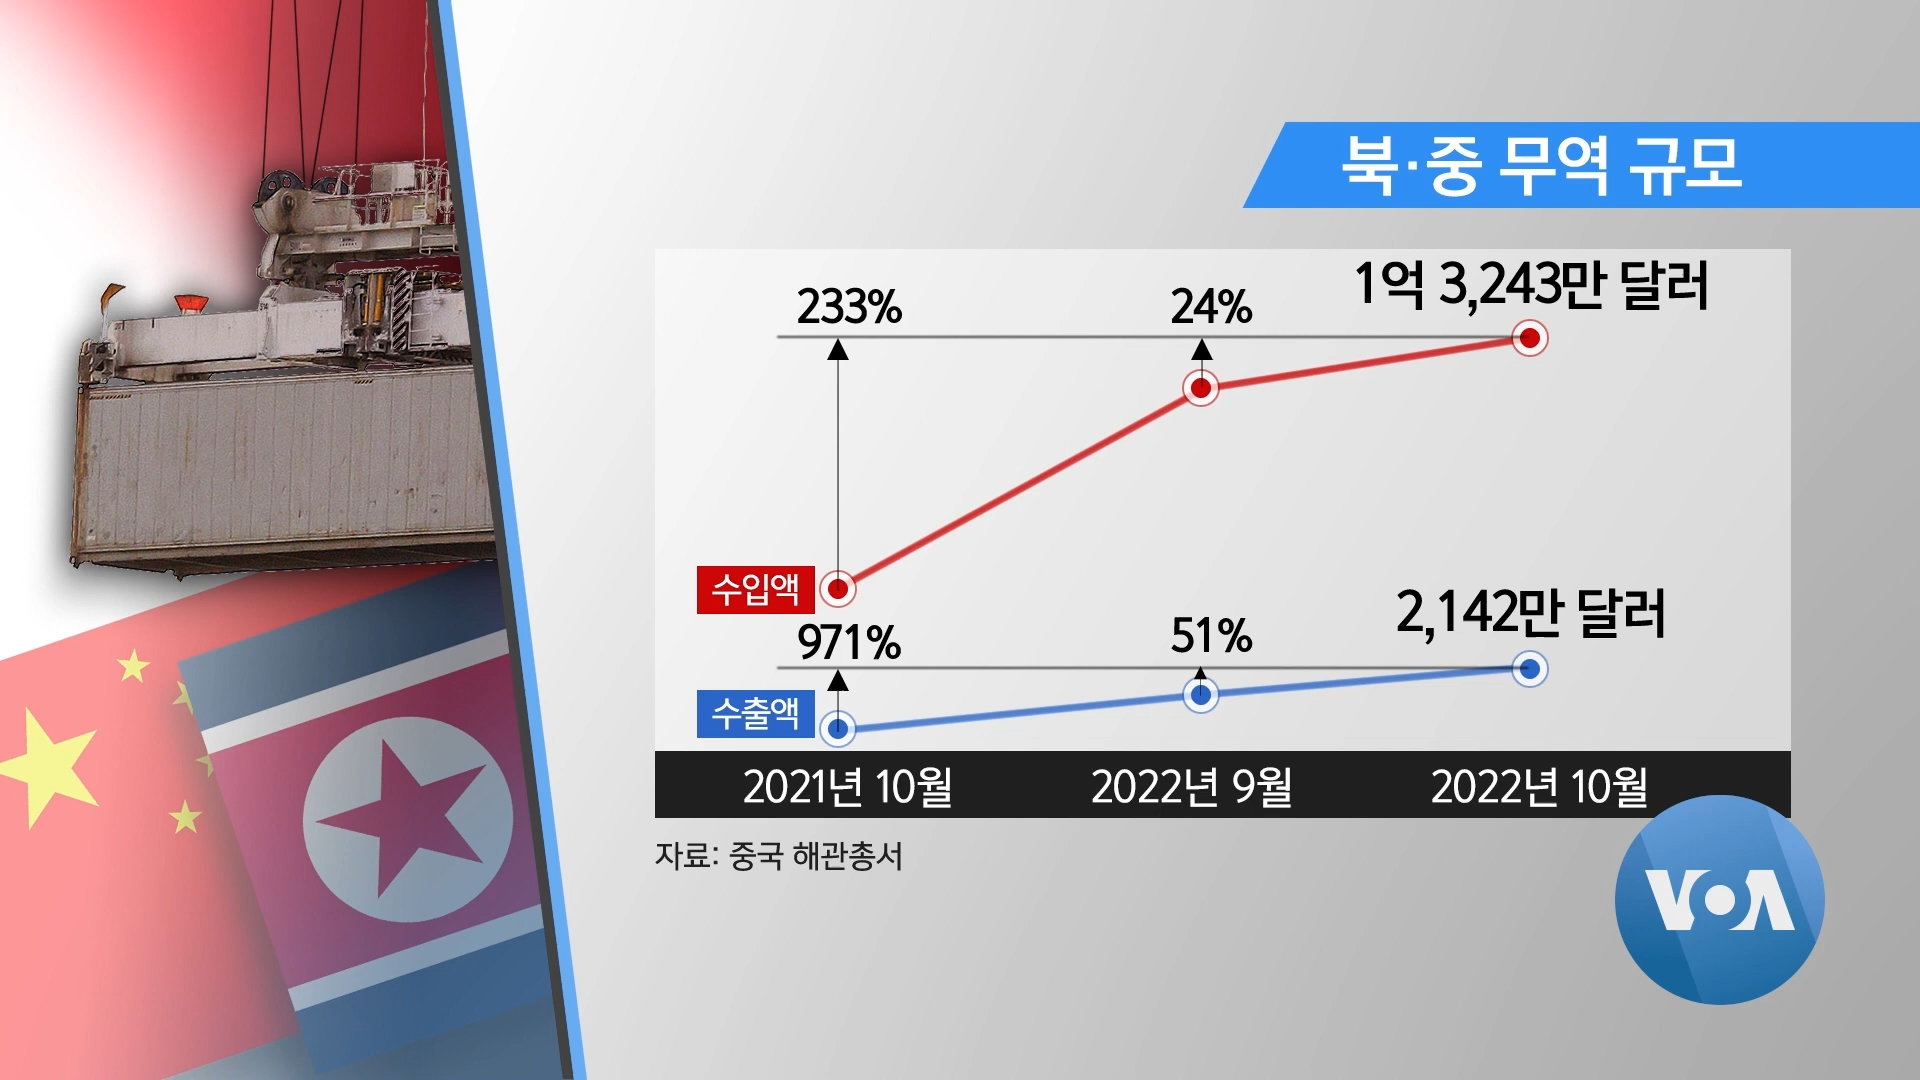 북·중 무역 규모
233%
24%
1억 3,243만 달러
수입액
971%
51%
2,142만 달러
수출액
2021년 10월
2022년 9월
2022년 10월
자료: 중국 해관총서
VOA